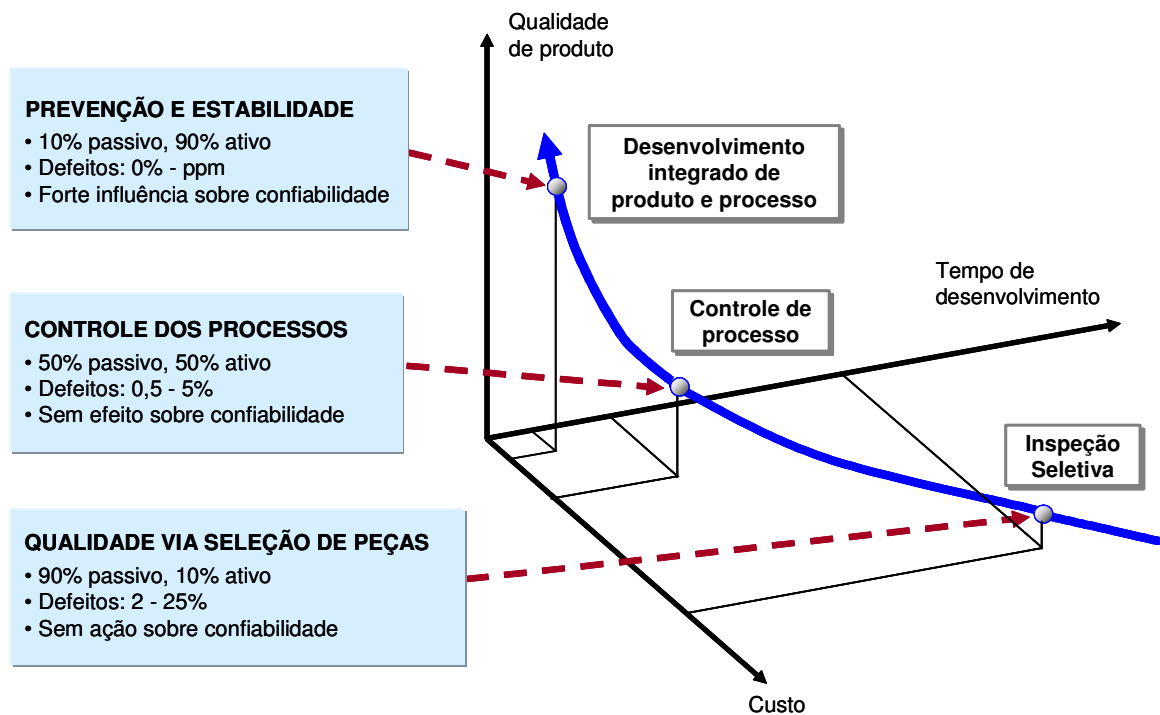 Qualidade
de produto
PREVENÇÃO E ESTABILIDADE
• 10% passivo, 90% ativo
• Defeitos: 0% - ppm
• Forte influência sobre confiabilidade
Desenvolvimento
integrado de
produto e processo
Tempo de
desenvolvimento
CONTROLE DOS PROCESSOS
• 50% passivo, 50% ativo
• Defeitos: 0,5 - 5%
• Sem efeito sobre confiabilidade
Controle de
processo
Inspeção
Seletiva
QUALIDADE VIA SELEÇÃO DE PEÇAS
• 90% passivo, 10% ativo
• Defeitos: 2 - 25%
• Sem ação sobre confiabilidade
Custo